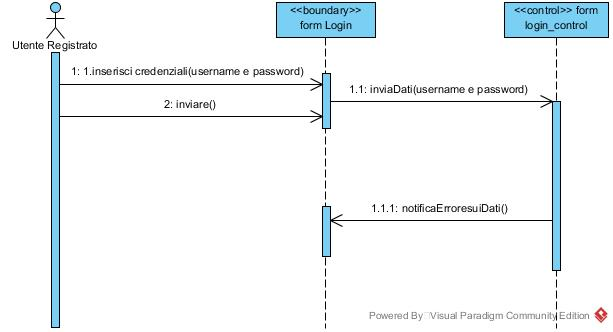 <<boundary>>
form Login
<<control>> form
login_control
Utente Registrato
1: 1.inserisci credenziali(username e password)
1.1: inviaDati(username e password)
2: inviare()
1.1.1: notificaErroresuiDati()
Powered By Visual Paradigm Community Edition